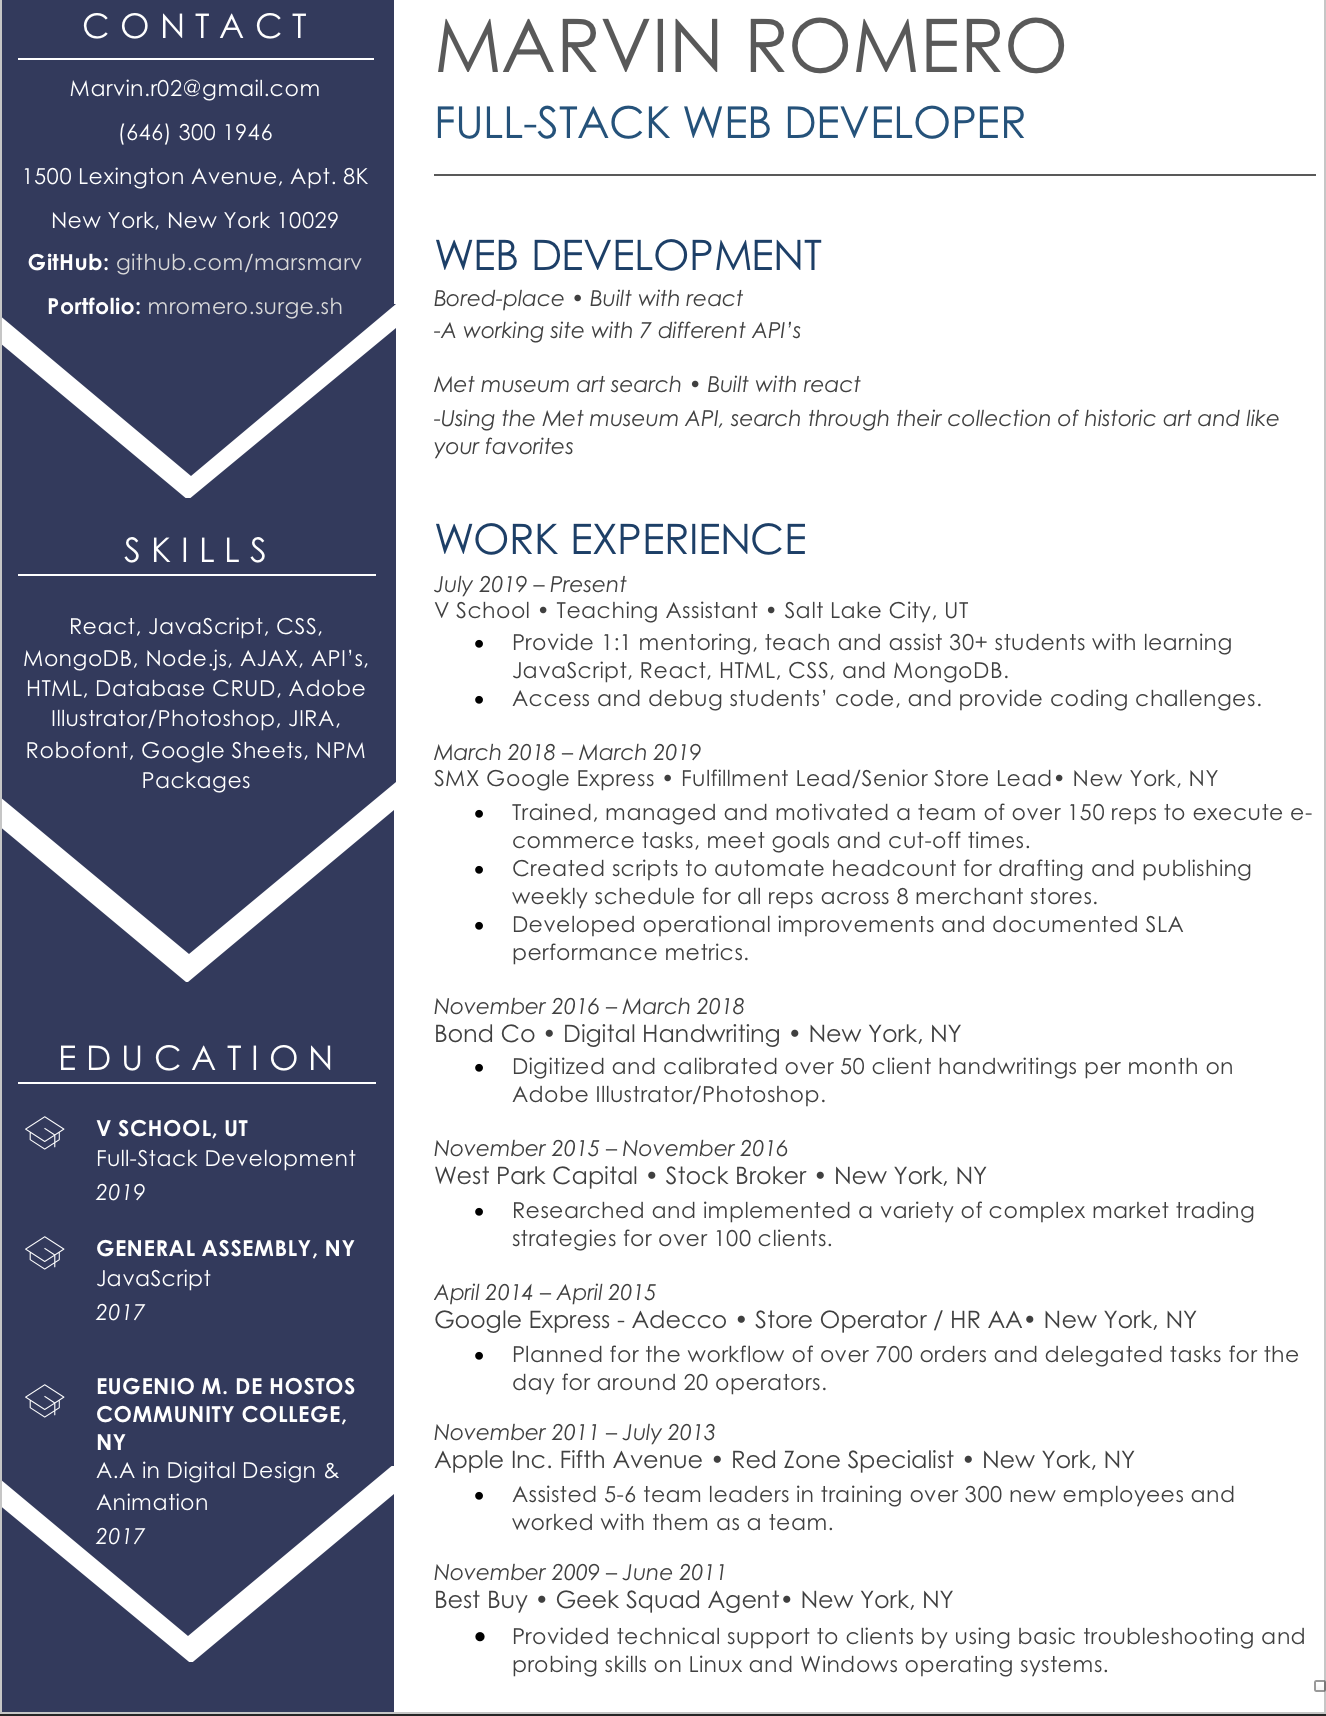 CONTACT
Marvin.r02@gmail.com
(646) 300 1946
1500 Lexington Avenue, Apt. 8K
New York, New York 10029
GitHub: github.com/marsmarv
Portfolio: mromero.surge.sh
SKILLS
React, JavaScript, CSS,
MongoDB, Node.js, AJAX, API’s,
HTML, Database CRUD, Adobe
Illustrator/Photoshop, JIRA,
Robofont, Google Sheets, NPM
Packages
EDUCATION
V SCHOOL, UT
Full-Stack Development
2019
GENERAL ASSEMBLY, NY
JavaScript
2017
EUGENIO M. DE HOSTOS
COMMUNITY COLLEGE,
NY
A.A in Digital Design &
Animation
2017
MARVIN ROMERO
FULL-STACK WEB DEVELOPER
WEB DEVELOPMENT
Bored-place • Built with react
-A working site with 7 different API’s
Met museum art search • Built with react
-Using the Met museum API, search through their collection of historic art and like
your favorites
WORK EXPERIENCE
July 2019 – Present
V School • Teaching Assistant • Salt Lake City, UT
• Provide 1:1 mentoring, teach and assist 30+ students with learning
JavaScript, React, HTML, CSS, and MongoDB.
• Access and debug students’ code, and provide coding challenges.
March 2018 – March 2019
SMX Google Express • Fulfillment Lead/Senior Store Lead• New York, NY
• Trained, managed and motivated a team of over 150 reps to execute e-
commerce tasks, meet goals and cut-off times.
• Created scripts to automate headcount for drafting and publishing
weekly schedule for all reps across 8 merchant stores.
• Developed operational improvements and documented SLA
performance metrics.
November 2016 – March 2018
Bond Co • Digital Handwriting • New York, NY
• Digitized and calibrated over 50 client handwritings per month on
Adobe Illustrator/Photoshop.
November 2015 – November 2016
West Park Capital • Stock Broker • New York, NY
• Researched and implemented a variety of complex market trading
strategies for over 100 clients.
April 2014 – April 2015
Google Express - Adecco • Store Operator / HR AA• New York, NY
• Planned for the workflow of over 700 orders and delegated tasks for the
day for around 20 operators.
November 2011 – July 2013
Apple Inc. Fifth Avenue • Red Zone Specialist • New York, NY
• Assisted 5-6 team leaders in training over 300 new employees and
worked with them as a team.
November 2009 – June 2011
Best Buy • Geek Squad Agent• New York, NY
• Provided technical support to clients by using basic troubleshooting and
probing skills on Linux and Windows operating systems.